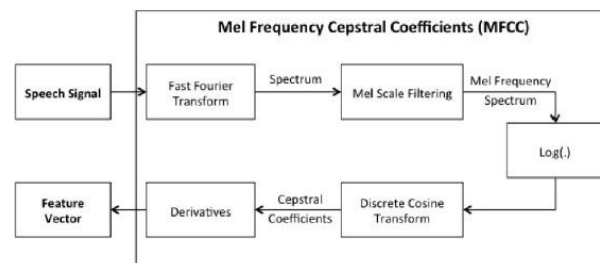 Mel Frequency Cepstral Coefficients (MFCC)
Speech Signal
Fast Fourier
Transform
Spectrum
Mel Scale Filtering
Mel Frequency
Spectrum
Log(.)
Discrete Cosine
Transform
Cepstral
Coefficients
Derivatives
Feature
Vector